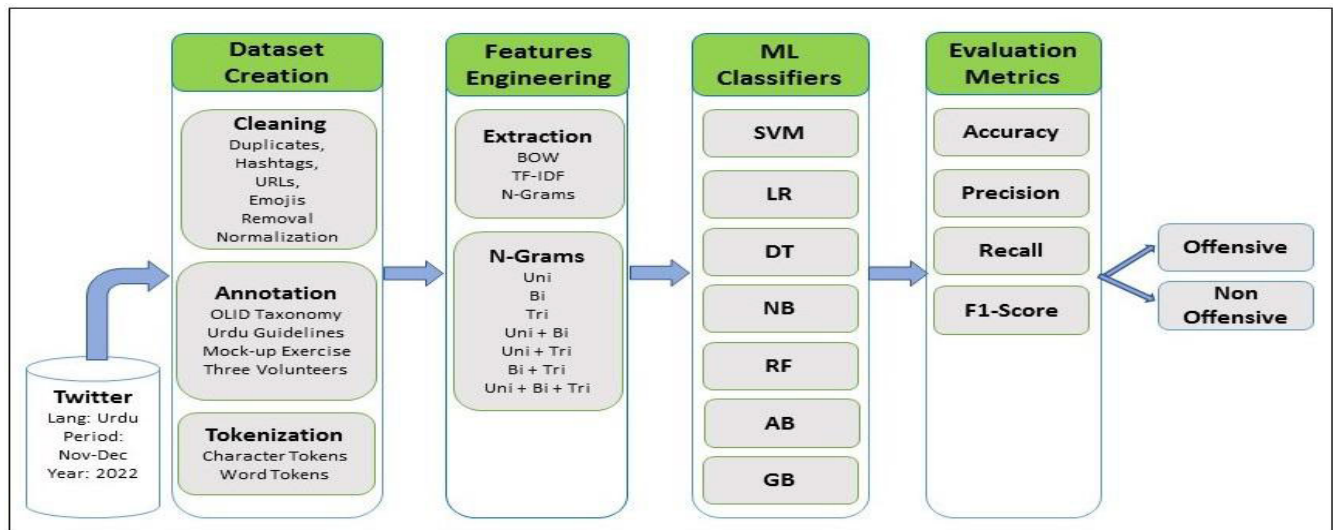 Twitter
Lang: Urdu
Period:
Nov-Dec
Year: 2022
Dataset
Creation
Cleaning
Duplicates,
Hashtags,
URLs,
Emojis
Removal
Normalization
Annotation
OLID Taxonomy
Urdu Guidelines
Mock-up Exercise
Three Volunteers
Tokenization
Character Tokens
Word Tokens
Features
Engineering
Extraction
BOW
TF-IDF
N-Grams
N-Grams
Uni
Bi
Tri
Uni + Bi
Uni + Tri
Bi + Tri
Uni + Bi + Tri
ML
Classifiers
SVM
LR
DT
NB
RF
AB
GB
Evaluation
Metrics
Accuracy
Precision
Recall
F1-Score
Offensive
Non
Offensive